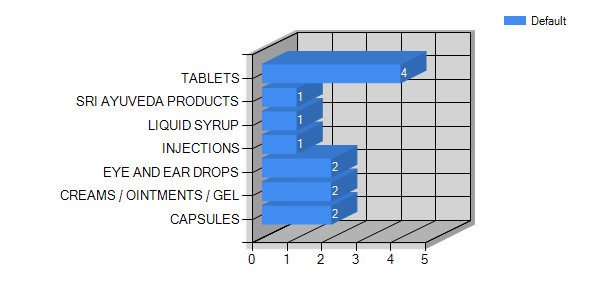 Default
TABLETS
4
SRI AYUVEDA PRODUCTS
1
LIQUID SYRUP
1
INJECTIONS
1
EYE AND EAR DROPS
2
CREAMS / OINTMENTS / GEL
2
CAPSULES
2
0 1 2 3 4 5